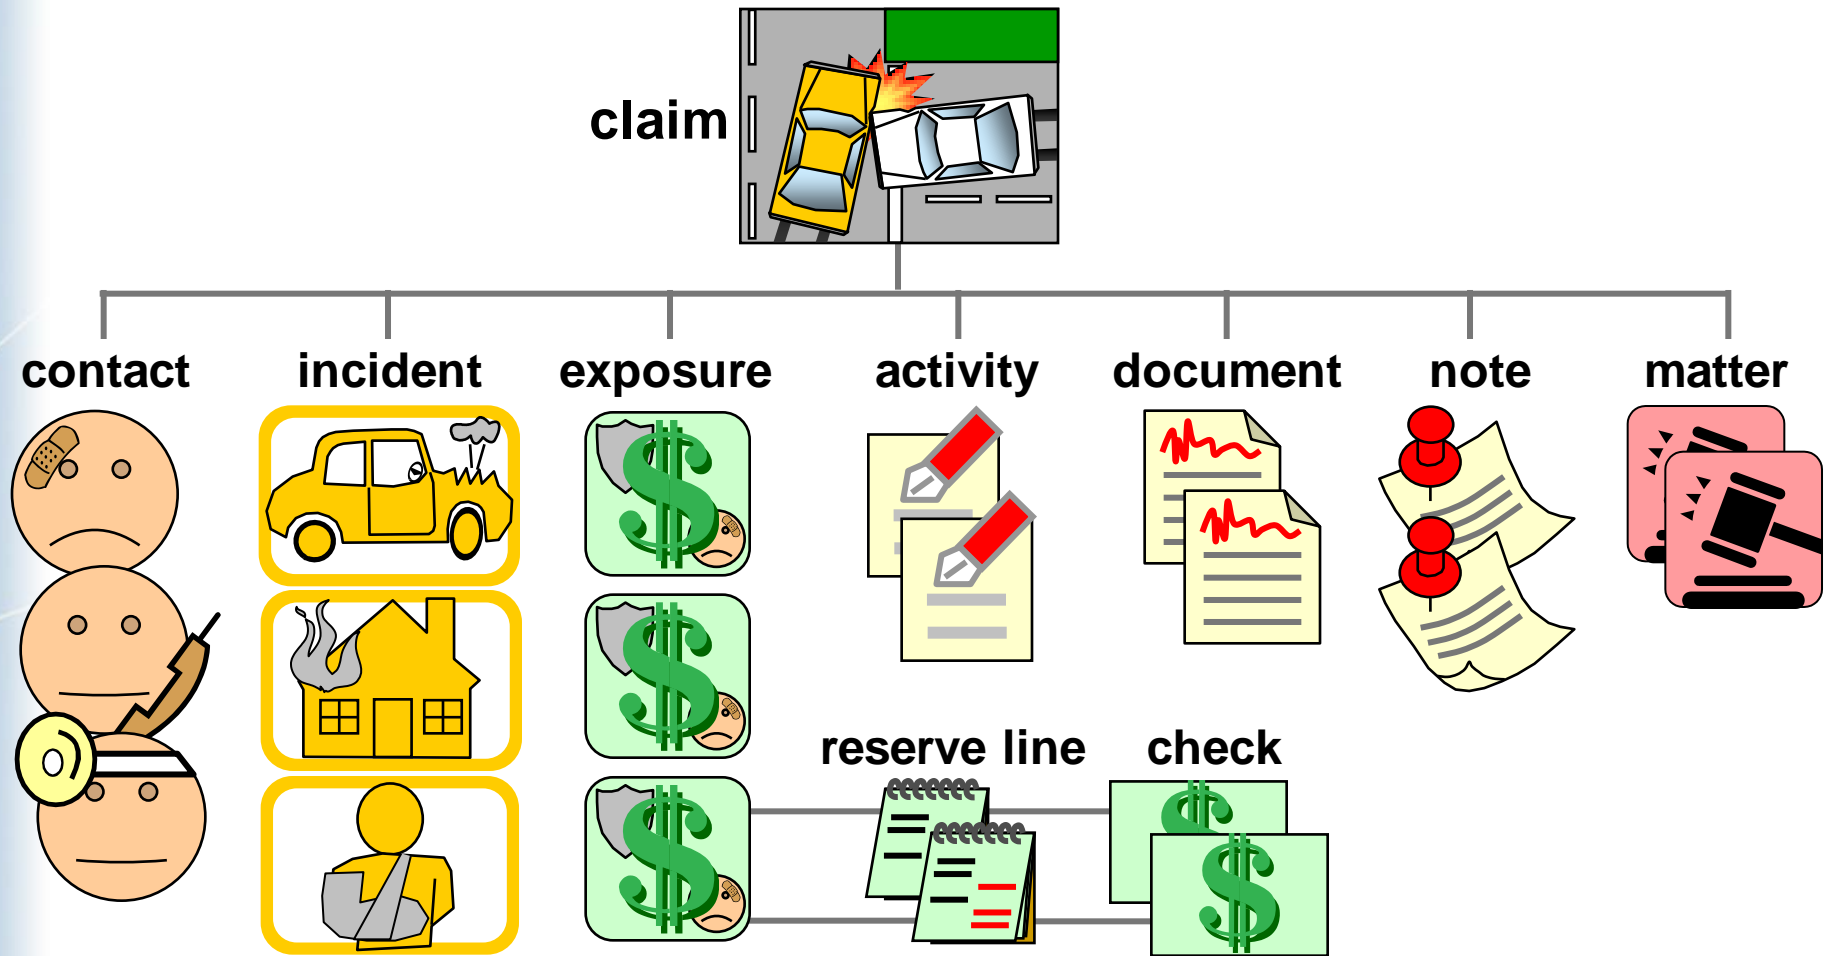 claim
contact
incident
exposure
activity
document
note
matter
reserve line
check